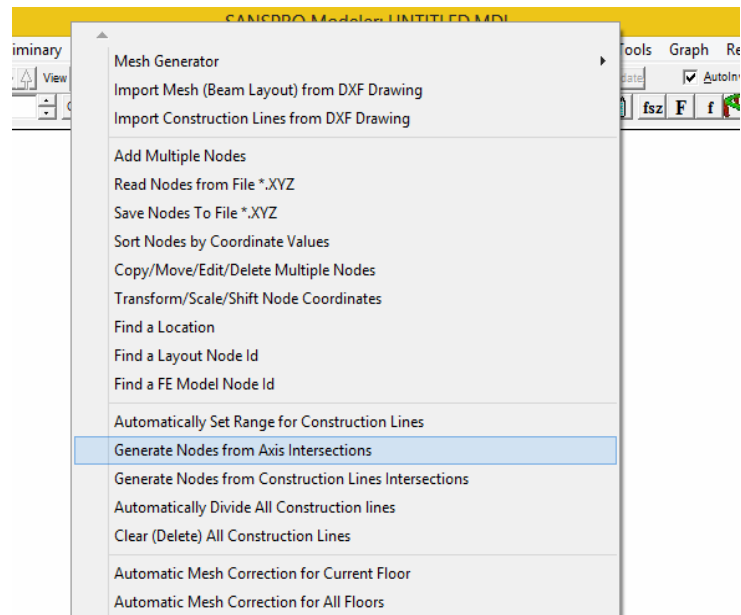 SANSPRO Modeler: UNTITLED.MDL
iminary
Tools Graph Re
View
date
AutoInv
fsz F f
Mesh Generator
Import Mesh (Beam Layout) from DXF Drawing
Import Construction Lines from DXF Drawing
Add Multiple Nodes
Read Nodes from File *.XYZ
Save Nodes To File *.XYZ
Sort Nodes by Coordinate Values
Copy/Move/Edit/Delete Multiple Nodes
Transform/Scale/Shift Node Coordinates
Find a Location
Find a Layout Node Id
Find a FE Model Node Id
Automatically Set Range for Construction Lines
Generate Nodes from Axis Intersections
Generate Nodes from Construction Lines Intersections
Automatically Divide All Construction lines
Clear (Delete) All Construction Lines
Automatic Mesh Correction for Current Floor
Automatic Mesh Correction for All Floors